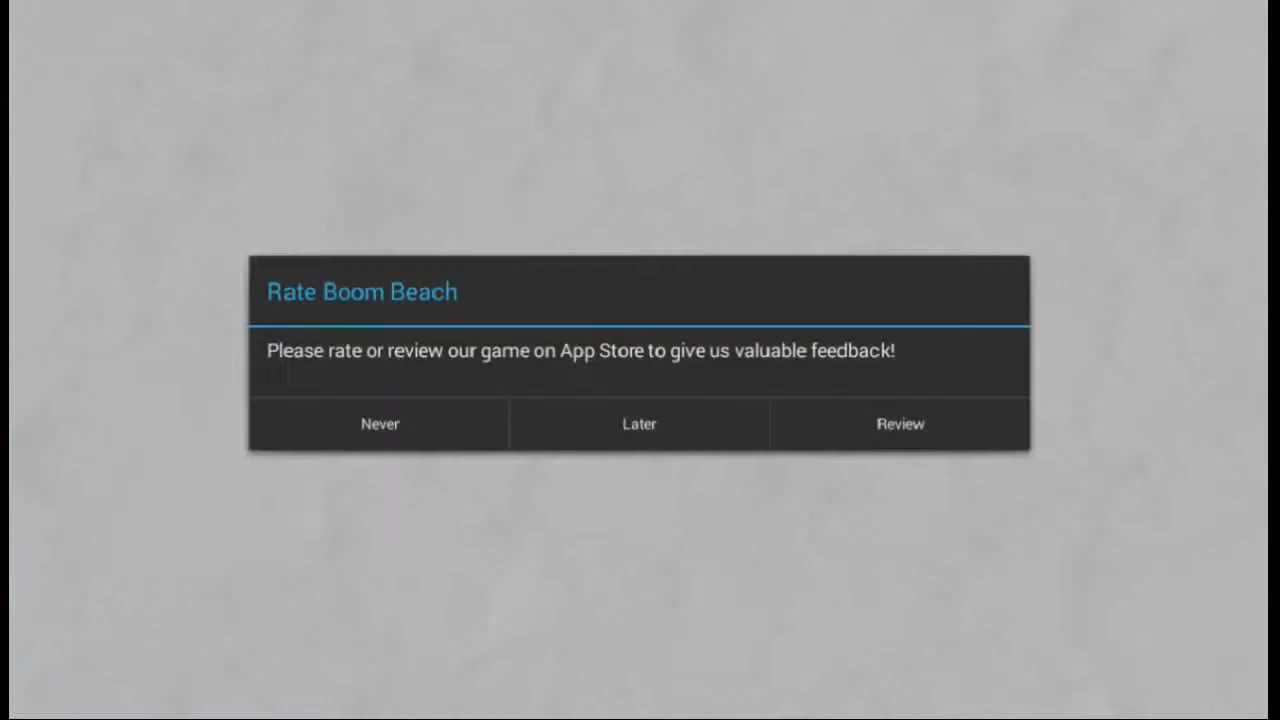 Rate Boom Beach
Please rate or review our game on App Store to give us valuable feedback!
Never
Later
Review